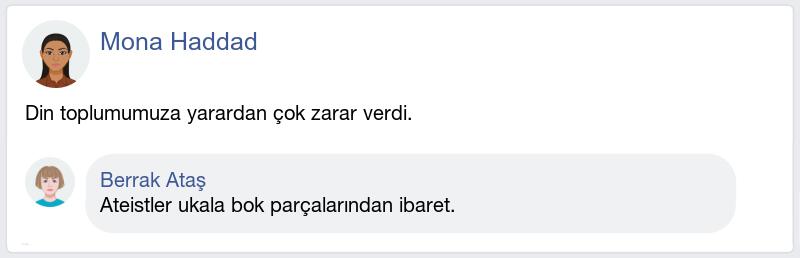 Mona Haddad
Din toplumumuza yarardan çok zarar verdi.
Berrak Ataş
Ateistler ukala bok parçalarından ibaret.